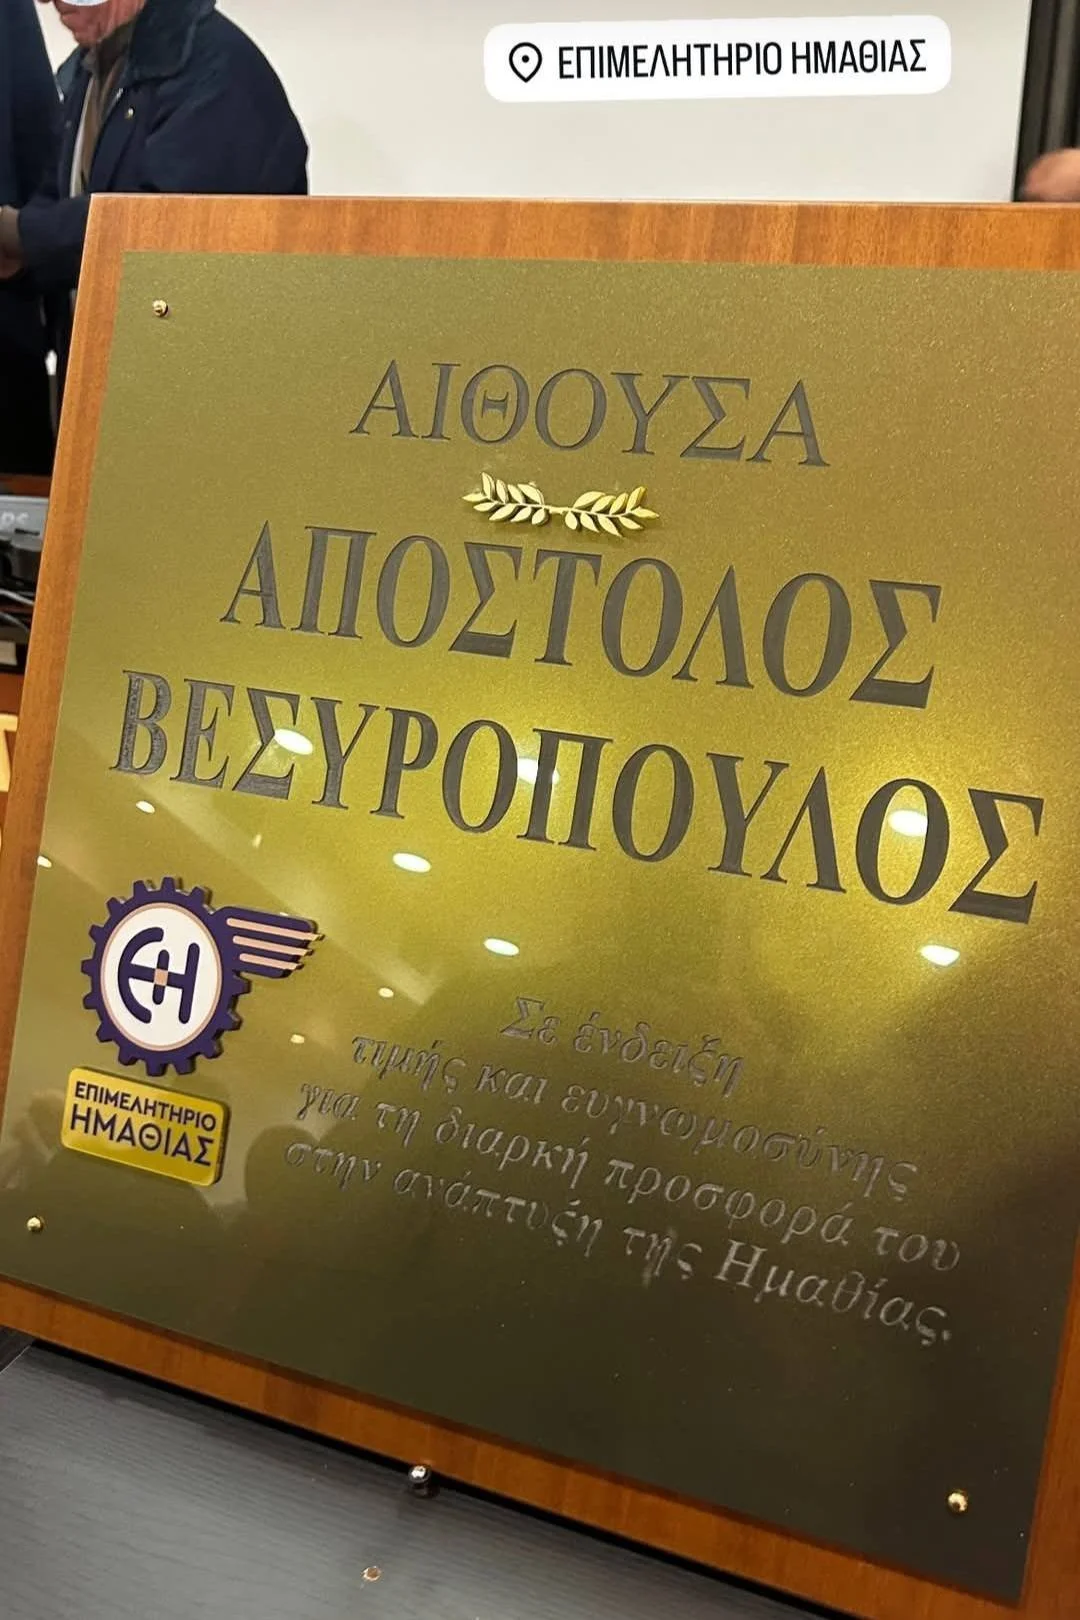 ΕΠΙΜΕΛΗΤΗΡΙΟ ΗΜΑΘΙΑΣ
ΑΙΘΟΥΣΑ
ΑΠΟΣΤΟΛΟΣ
ΒΕΣΥΡΟΠΟΥΛΟΣ
ΕΗ
ΕΠΙΜΕΛΗΤΗΡΙΟ
ΗΜΑΘΙΑΣ
Σε ένδειξη
τιμής και ευγνωμοσύνης
για τη διαρκή προσφορά του
στην ανάπτυξη της Ημαθίας.